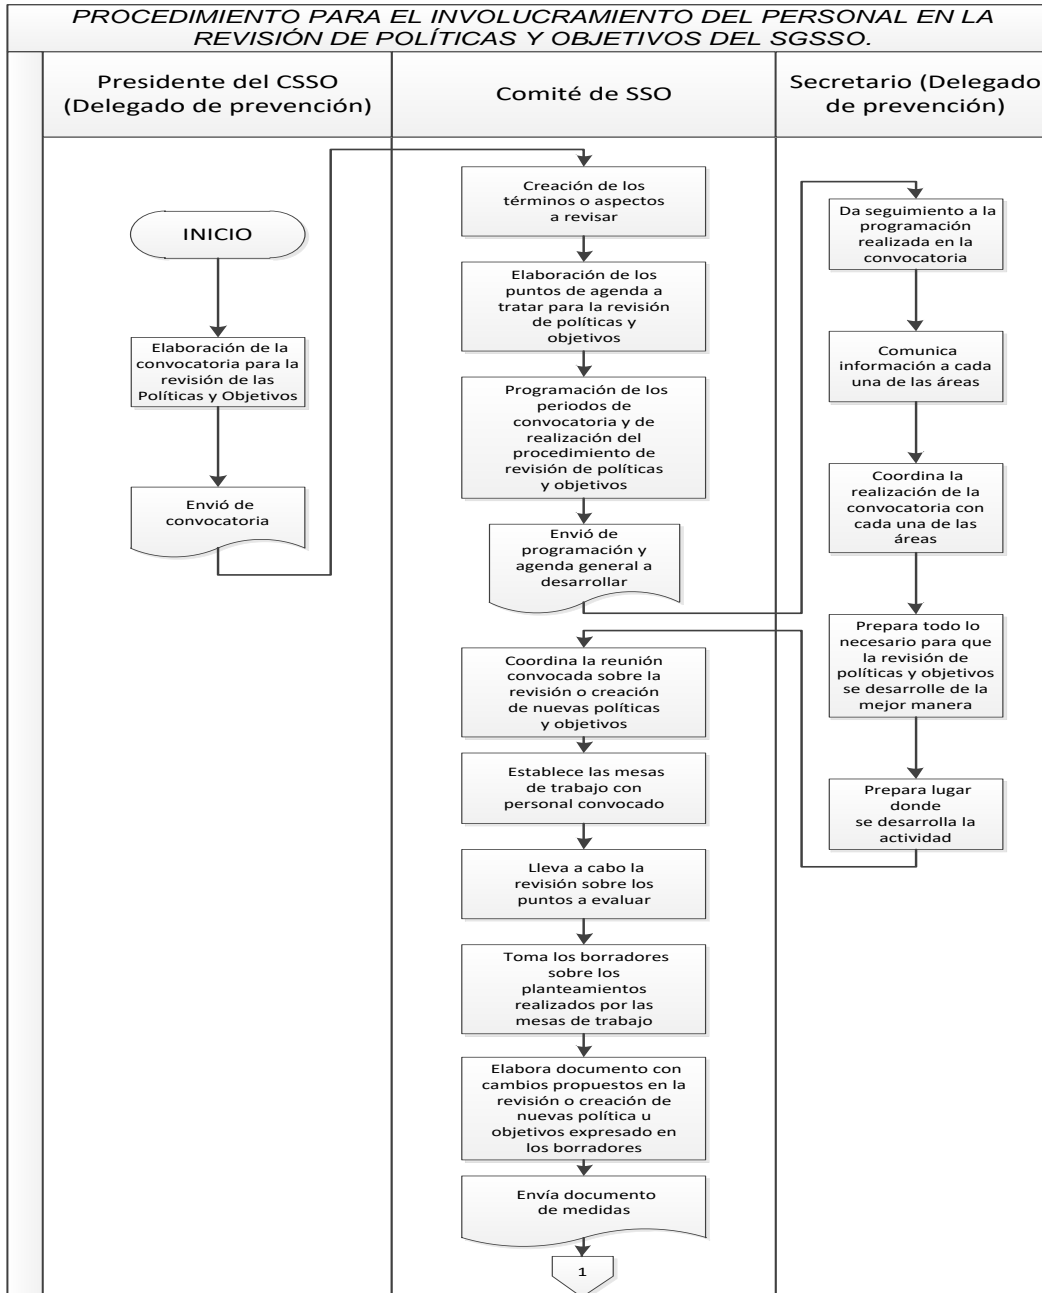 PROCEDIMIENTO PARA EL INVOLUCRAMIENTO DEL PERSONAL EN LA
REVISIÓN DE POLÍTICAS Y OBJETIVOS DEL SGSSO.
Presidente del CSSO
(Delegado de prevención)
Comité de SSO
Secretario (Delegado
de prevención)
INICIO
Elaboración de la
convocatoria para la
revisión de las
Políticas y Objetivos
Envió de
convocatoria
Creación de los
términos o aspectos
a revisar
Elaboración de los
puntos de agenda a
tratar para la revisión
de políticas y
objetivos
Programación de los
periodos de
convocatoria y de
realización del
procedimiento de
revisión de políticas
y objetivos
Envió de
programación y
agenda general a
desarrollar
Da seguimiento a la
programación
realizada en la
convocatoria
Comunica
información a cada
una de las áreas
Coordina la
realización de la
convocatoria con
cada una de las
áreas
Prepara todo lo
necesario para que
la revisión de
políticas y objetivos
se desarrolle de la
mejor manera
Prepara lugar
donde
se desarrolla la
actividad
Coordina la reunión
convocada sobre la
revisión o creación
de nuevas políticas
y objetivos
Establece las mesas
de trabajo con
personal convocado
Lleva a cabo la
revisión sobre los
puntos a evaluar
Toma los borradores
sobre los
planteamientos
realizados por las
mesas de trabajo
Elabora documento con
cambios propuestos en la
revisión o creación de
nuevas política u
objetivos expresado en
los borradores
Envía documento
de medidas
1